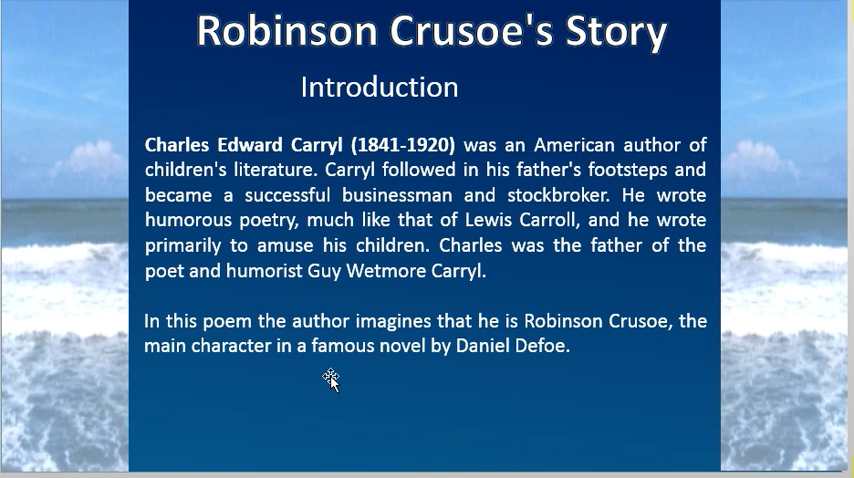 Robinson Crusoe's Story
Introduction
Charles Edward Carryl (1841-1920) was an American author of
children's literature. Carryl followed in his father's footsteps and
became a successful businessman and stockbroker. He wrote
humorous poetry, much like that of Lewis Carroll, and he wrote
primarily to amuse his children. Charles was the father of the
poet and humorist Guy Wetmore Carryl.
In this poem the author imagines that he is Robinson Crusoe, the
main character in a famous novel by Daniel Defoe.